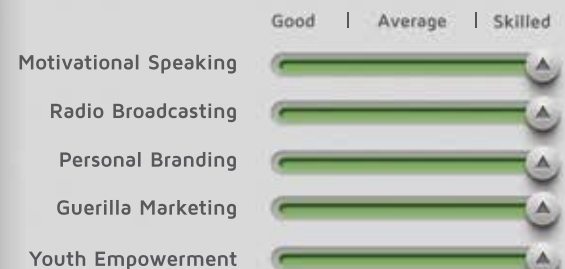 Good | Average | Skilled
Motivational Speaking
Radio Broadcasting
Personal Branding
Guerilla Marketing
Youth Empowerment